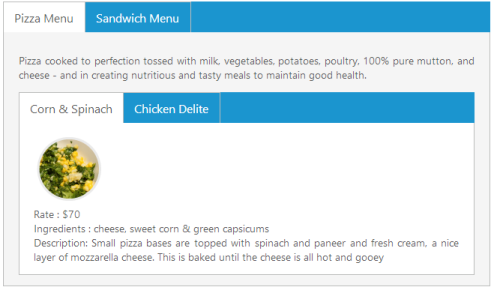 Pizza Menu Sandwich Menu
Pizza cooked to perfection tossed with milk, vegetables, potatoes, poultry, 100% pure mutton, and
cheese - and in creating nutritious and tasty meals to maintain good health.
Corn & Spinach Chicken Delite
Rate : $70
Ingredients : cheese, sweet corn & green capsicums
Description: Small pizza bases are topped with spinach and paneer and fresh cream, a nice
layer of mozzarella cheese. This is baked until the cheese is all hot and gooey